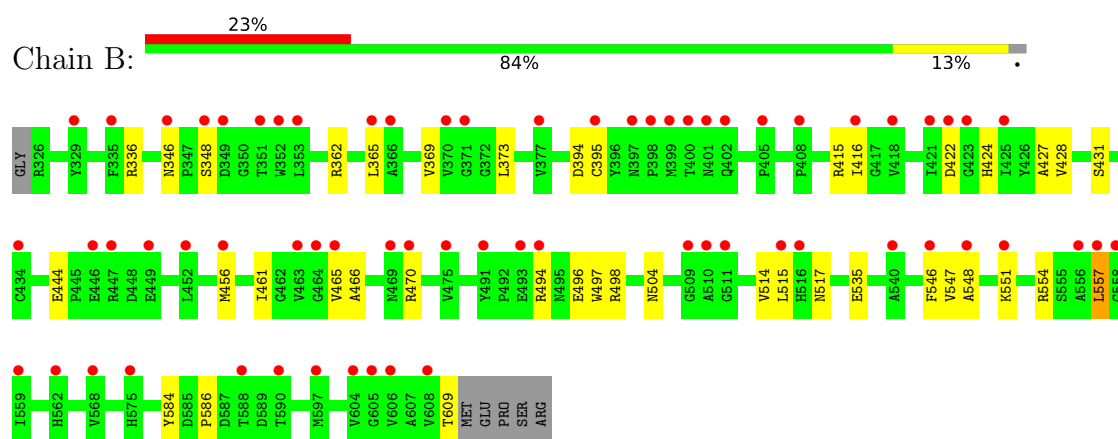 23%
Chain B:
84%
13%
GLY R326 Y329 F335 R336 N346 P347 S348 D349 G350 T351 W352 L353 R362 L365 A366 V369 V370 G371 G372 L373 V377 D394 C395 Y396 N397 P398 M399 T400 N401 Q402 P405 P408 R415 I416 G417 V418 I421 D422 G423 H424 I425 Y426 A427 V428 S431
C434 E444 P445 E446 R447 D448 E449 L452 M456 I461 G462 V463 G464 V465 A466 N469 R470 V475 Y491 P492 E493 R494 N495 E496 W497 R498 N504 G509 A510 G511 V514 L515 H516 N517 E535 A540 F546 V547 A548 K551 R554 S555 A556 L557
I559 H562 V568 H575 Y584 D585 P586 D587 T588 D589 T590 M597 V604 G605 V606 A607 V608 T609 MET GLU PRO SER ARG